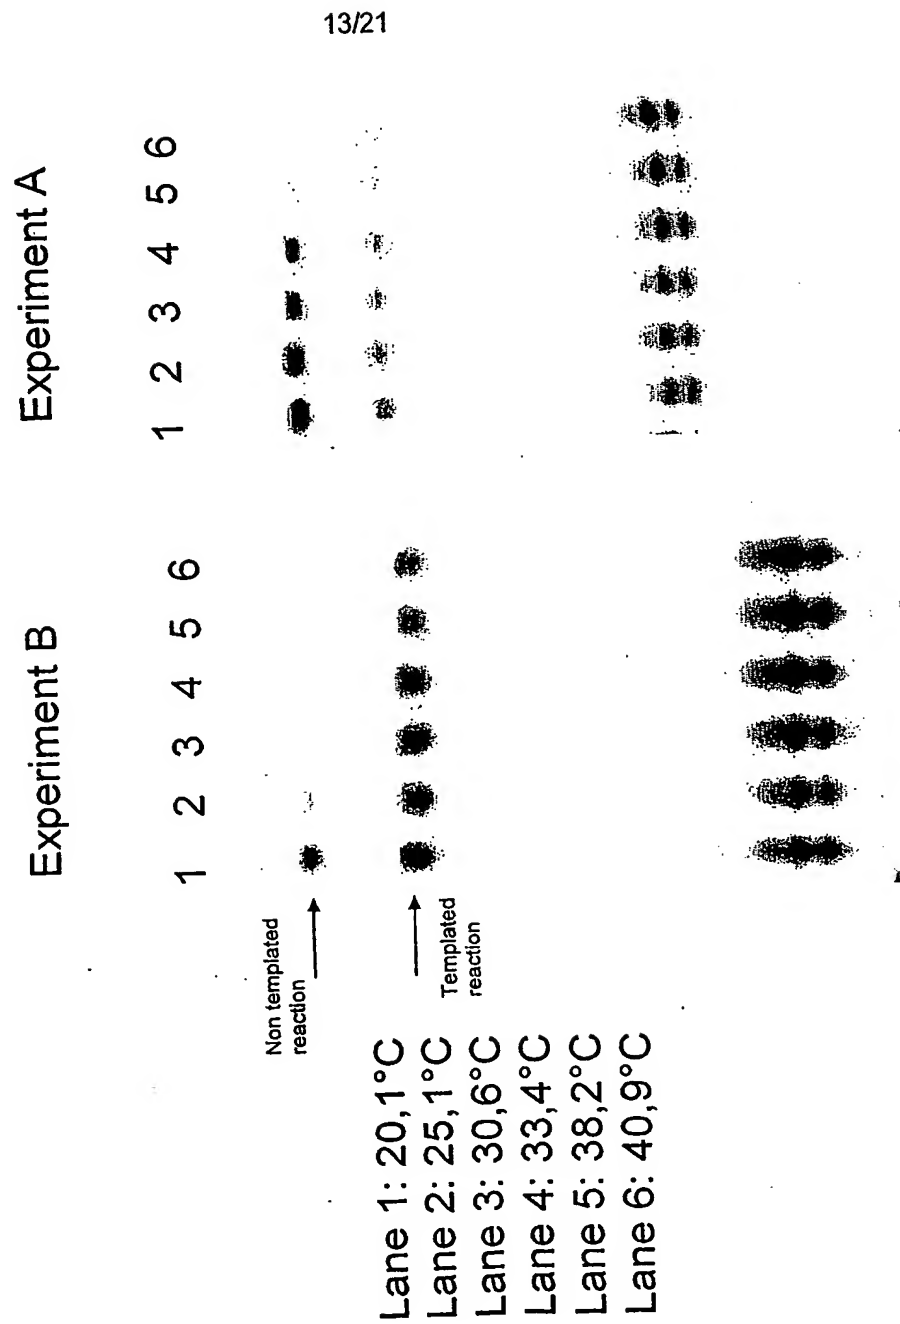 13/21
Experiment A
1 2 3 4 5 6
Experiment B
1 2 3 4 5 6
Non templated
reaction
Templated
reaction
Lane 1: 20,1°C
Lane 2: 25,1°C
Lane 3: 30,6°C
Lane 4: 33,4°C
Lane 5: 38,2°C
Lane 6: 40,9°C